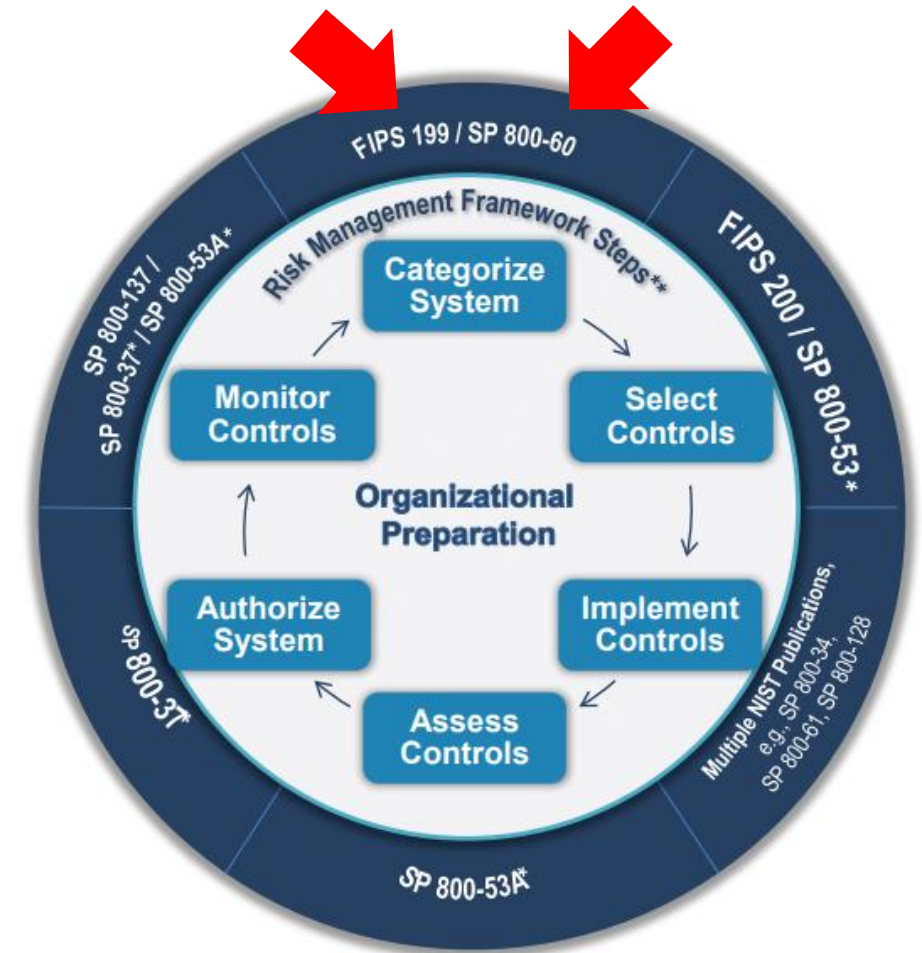 FIPS 199 / SP 800-60
FIPS 200 / SP 800-53*
Multiple NIST Publications,
e.g., SP 800-34,
SP 800-61, SP 800-128
SP 800-53A*
SP 800-37*
SP 800-137 /
SP 800-37* / SP 800-53A*
Risk Management Framework Steps**
Categorize
System
Select
Controls
Implement
Controls
Assess
Controls
Authorize
System
Monitor
Controls
Organizational
Preparation